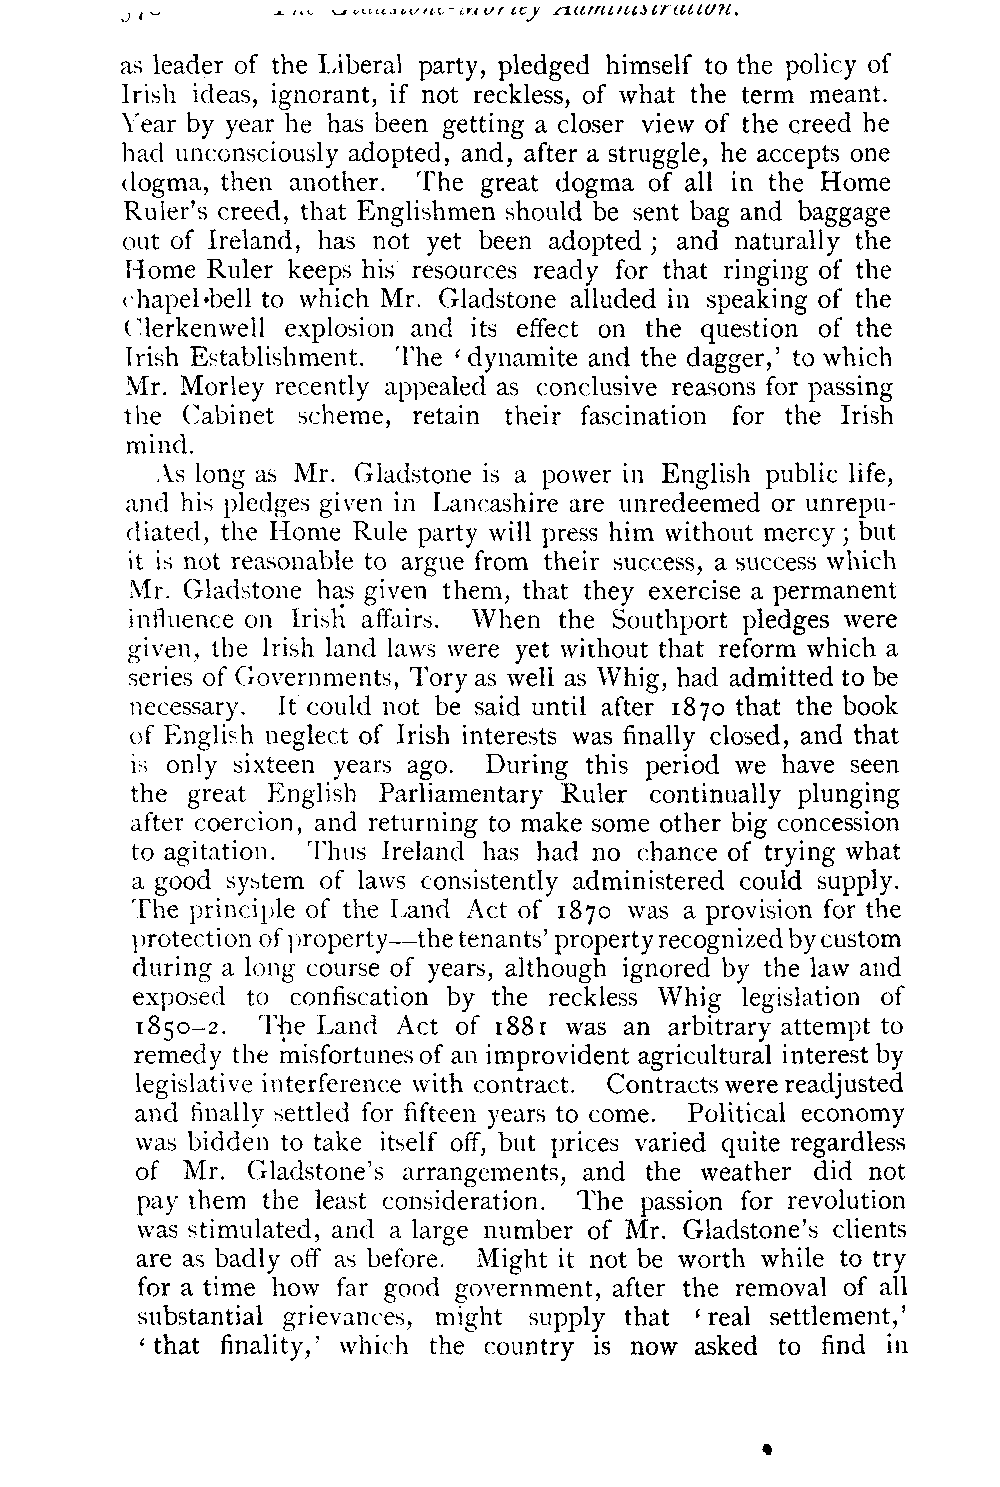 The Gladstone-Morley Administration.
as leader of the Liberal party, pledged himself to the policy of
Irish ideas, ignorant, if not reckless, of what the term meant.
Year by year he has been getting a closer view of the creed he
had unconsciously adopted, and, after a struggle, he accepts one
dogma, then another. The great dogma of all in the Home
Ruler's creed, that Englishmen should be sent bag and baggage
out of Ireland, has not yet been adopted; and naturally the
Home Ruler keeps his resources ready for that ringing of the
chapel-bell to which Mr. Gladstone alluded in speaking of the
Clerkenwell explosion and its effect on the question of the
Irish Establishment. The 'dynamite and the dagger,' to which
Mr. Morley recently appealed as conclusive reasons for passing
the Cabinet scheme, retain their fascination for the Irish
mind.
As long as Mr. Gladstone is a power in English public life,
and his pledges given in Lancashire are unredeemed or unrepu-
diated, the Home Rule party will press him without mercy; but
it is not reasonable to argue from their success, a success which
Mr. Gladstone has given them, that they exercise a permanent
influence on Irish affairs. When the Southport pledges were
given, the Irish land laws were yet without that reform which a
series of Governments, Tory as well as Whig, had admitted to be
necessary. It could not be said until after 1870 that the book
of English neglect of Irish interests was finally closed, and that
is only sixteen years ago. During this period we have seen
the great English Parliamentary Ruler continually plunging
after coercion, and returning to make some other big concession
to agitation. Thus Ireland has had no chance of trying what
a good system of laws consistently administered could supply.
The principle of the Land Act of 1870 was a provision for the
protection of property—the tenants' property recognized by custom
during a long course of years, although ignored by the law and
exposed to confiscation by the reckless Whig legislation of
1850–2. The Land Act of 1881 was an arbitrary attempt to
remedy the misfortunes of an improvident agricultural interest by
legislative interference with contract. Contracts were readjusted
and finally settled for fifteen years to come. Political economy
was bidden to take itself off, but prices varied quite regardless
of Mr. Gladstone's arrangements, and the weather did not
pay them the least consideration. The passion for revolution
was stimulated, and a large number of Mr. Gladstone's clients
are as badly off as before. Might it not be worth while to try
for a time how far good government, after the removal of all
substantial grievances, might supply that 'real settlement,'
'that finality,' which the country is now asked to find in